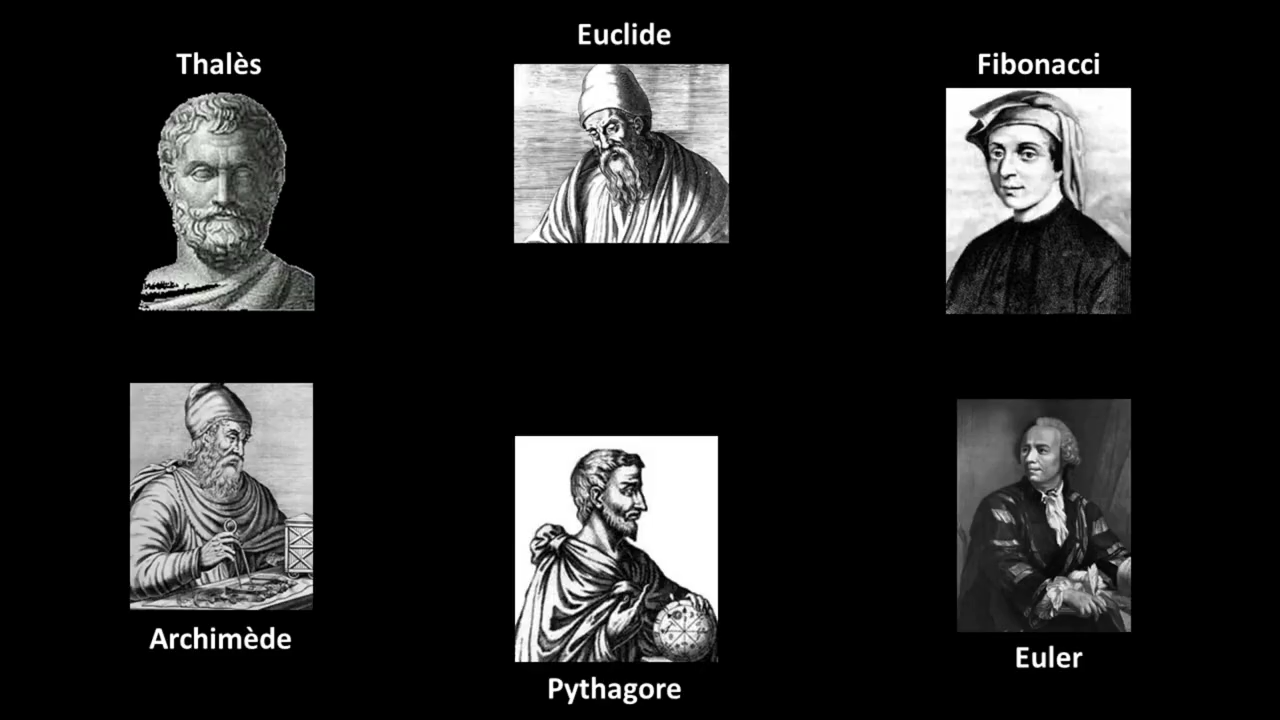 Thalès
Euclide
Fibonacci
Archimède
Pythagore
Euler